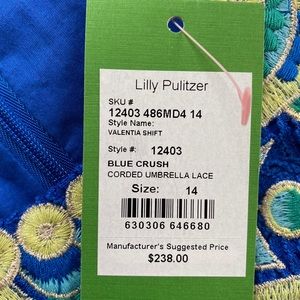 Lilly Pulitzer
SKU #
12403 486MD4 14
Style Name:
VALENTIA SHIFT
Style #: 12403
BLUE CRUSH
CORDED UMBRELLA LACE
Size: 14
630306 646680
Manufacturer's Suggested Price
$238.00